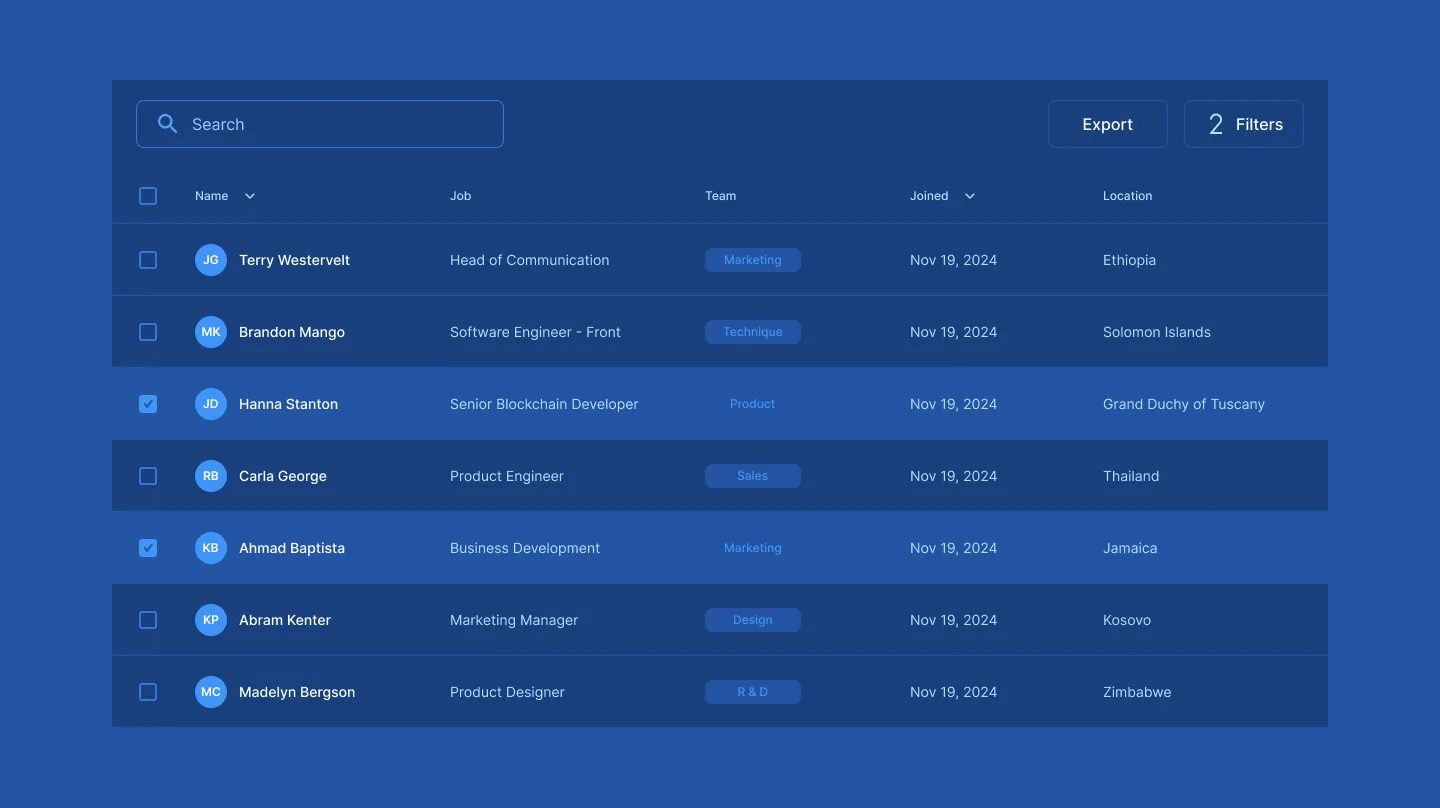 Search
Export
2 Filters
Name Job Team Joined Location
JG Terry Westervelt Head of Communication Marketing Nov 19, 2024 Ethiopia
MK Brandon Mango Software Engineer - Front Technique Nov 19, 2024 Solomon Islands
JD Hanna Stanton Senior Blockchain Developer Product Nov 19, 2024 Grand Duchy of Tuscany
RB Carla George Product Engineer Sales Nov 19, 2024 Thailand
KB Ahmad Baptista Business Development Marketing Nov 19, 2024 Jamaica
KP Abram Kenter Marketing Manager Design Nov 19, 2024 Kosovo
MC Madelyn Bergson Product Designer R & D Nov 19, 2024 Zimbabwe